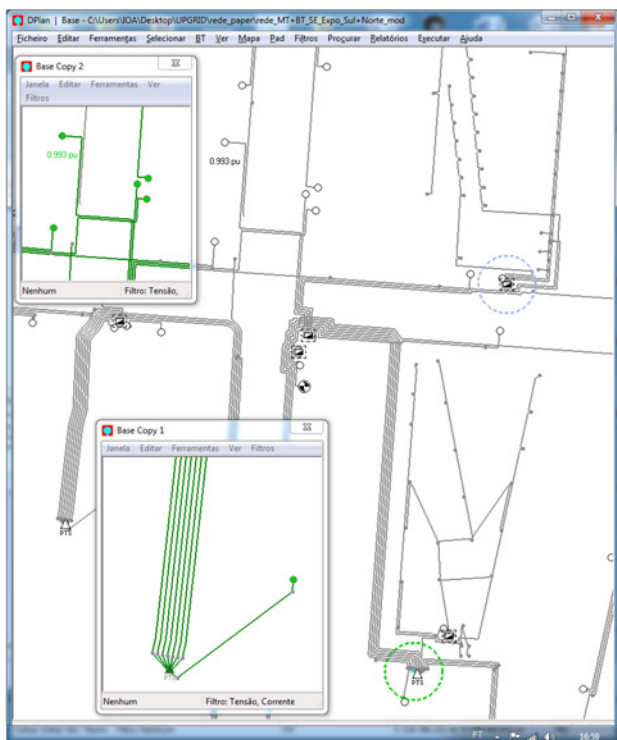 DPlan | Base - C:\Users\IOA\Desktop\UPGRID\rede_paper\rede_MT+BT_SE_Expo_Sul+Norte_mod
Ficheiro Editar Ferramentas Selecionar BT Ver Mapa Pad Filtros Procurar Relatórios Executar Ajuda
Base Copy 2
Janela Editar Ferramentas Ver
Filtros
0.993 pu
0.993 pu
Nenhum Filtro: Tensão,
Base Copy 1
Janela Editar Ferramentas Ver Filtros
PTS
PTS
PTS
Nenhum Filtro: Tensão, Corrente
PT 16:59